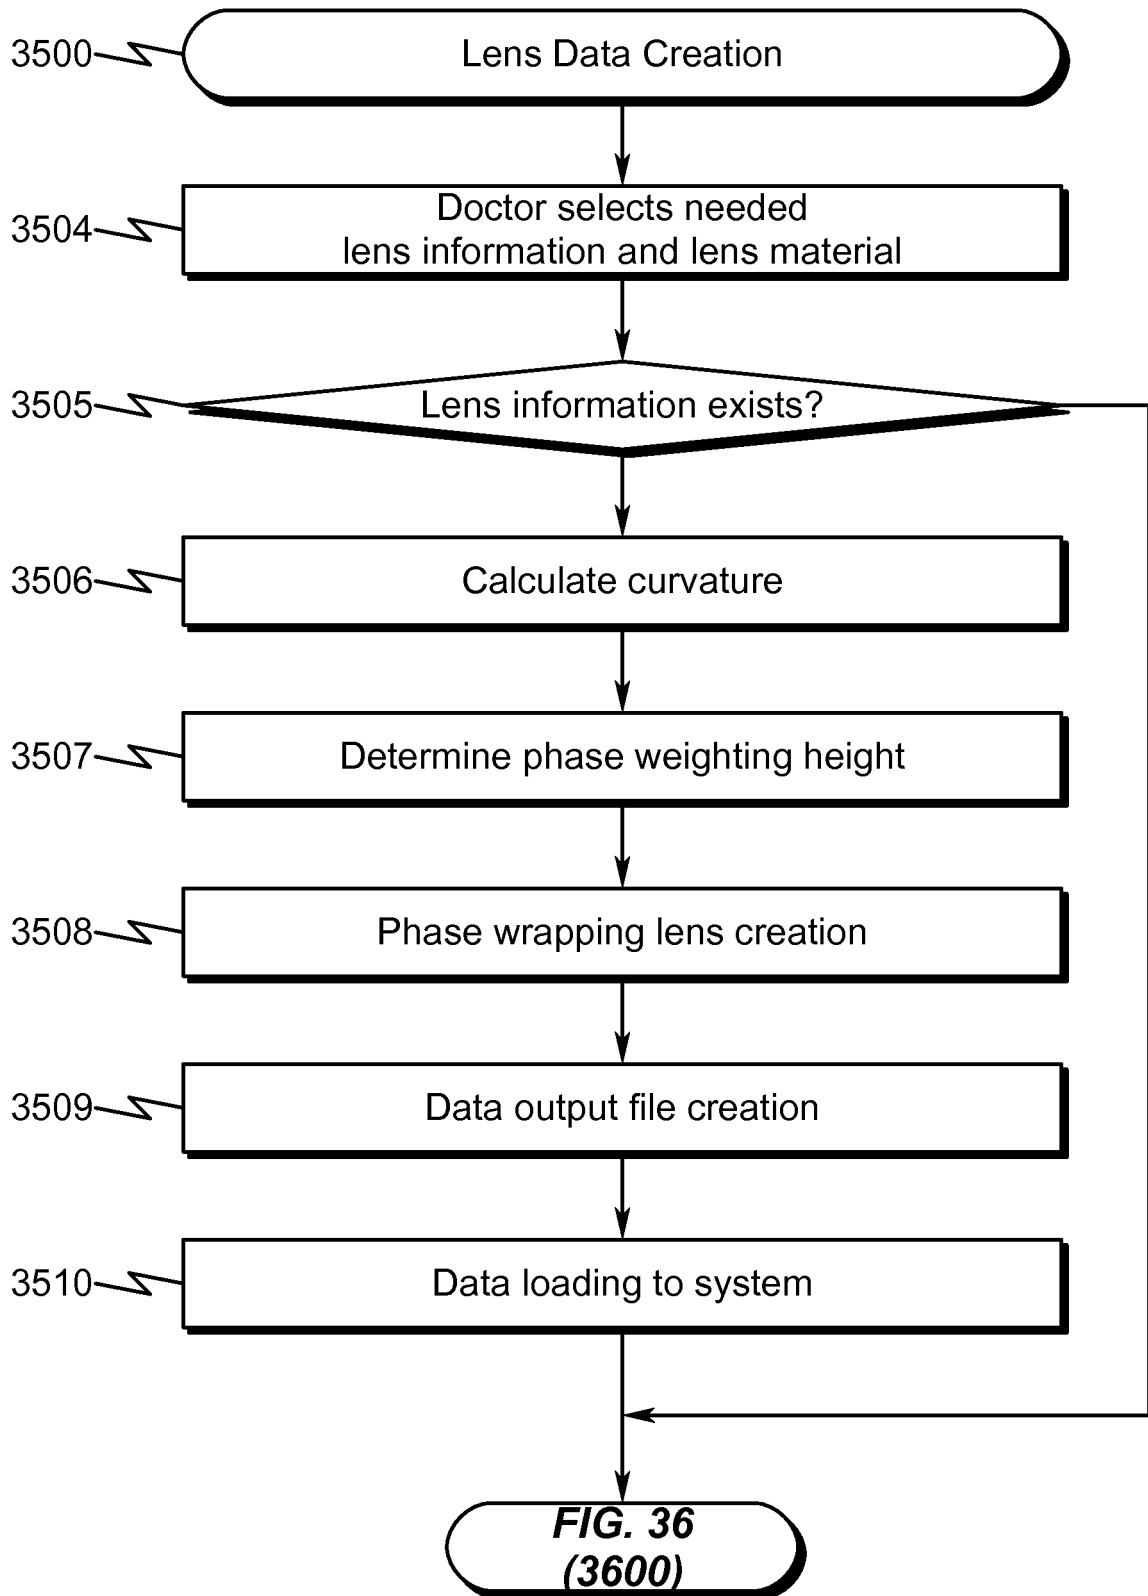 3500
Lens Data Creation
3504
Doctor selects needed
lens information and lens material
3505
Lens information exists?
3506
Calculate curvature
3507
Determine phase weighting height
3508
Phase wrapping lens creation
3509
Data output file creation
3510
Data loading to system
FIG. 36
(3600)